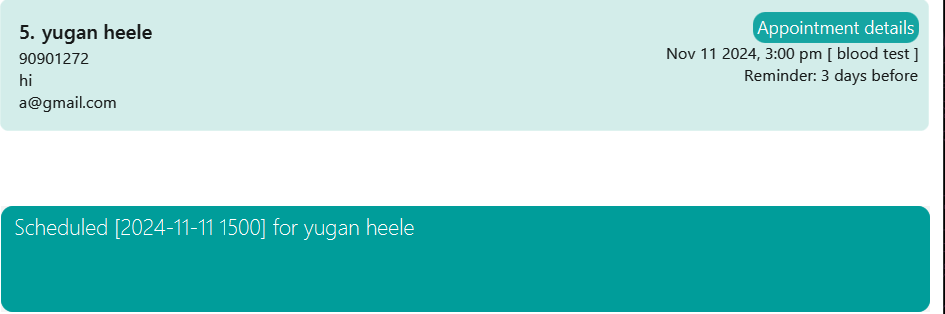 5. yugan heele
90901272
hi
a@gmail.com
Appointment details
Nov 11 2024, 3:00 pm [ blood test ]
Reminder: 3 days before
Scheduled [2024-11-11 1500] for yugan heele